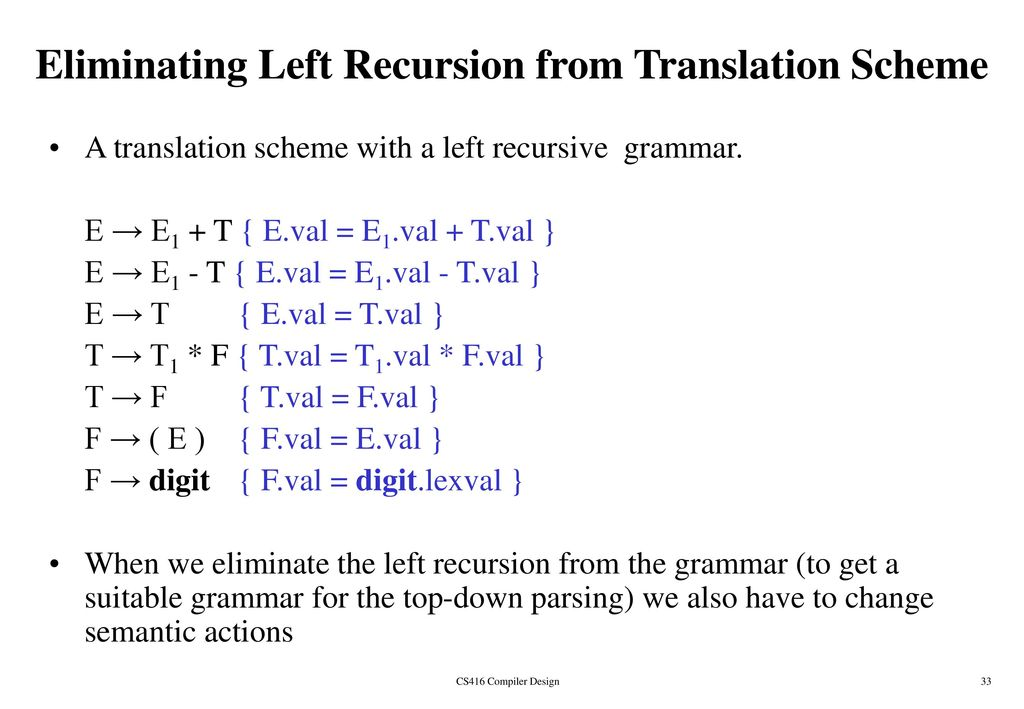 Eliminating Left Recursion from Translation Scheme
• A translation scheme with a left recursive grammar.
E → E₁ + T { E.val = E₁.val + T.val }
E → E₁ - T { E.val = E₁.val - T.val }
E → T { E.val = T.val }
T → T₁ * F { T.val = T₁.val * F.val }
T → F { T.val = F.val }
F → ( E ) { F.val = E.val }
F → digit { F.val = digit.lexval }
• When we eliminate the left recursion from the grammar (to get a
suitable grammar for the top-down parsing) we also have to change
semantic actions
CS416 Compiler Design
33